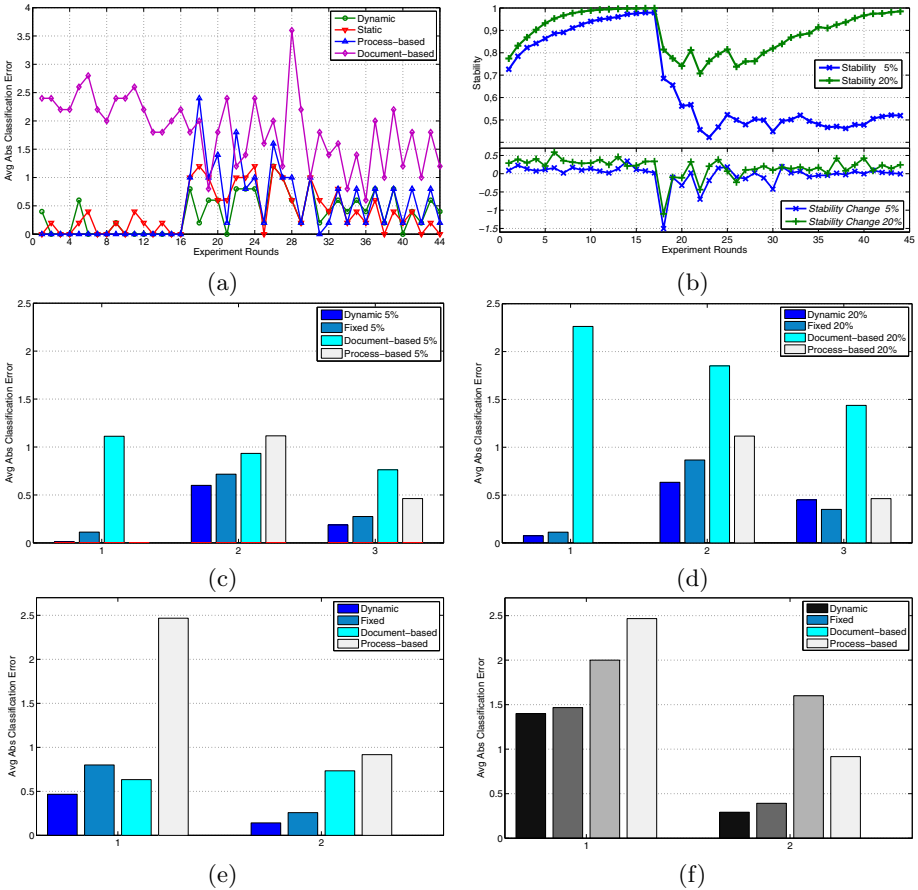 4
3.5
3
2.5
2
1.5
1
0.5
0
Avg Abs Classification Error
Dynamic
Static
Process−based
Document−based
0 4 8 12 16 20 24 28 32 36 40 44
Experiment Rounds
(a)
1
0,9
0,8
0,7
0,6
0,5
Stability
Stability 5%
Stability 20%
0.5
0
−0.5
−1
−1.5
Stability Change 5%
Stability Change 20%
0 5 10 15 20 25 30 35 40 45
Experiment Rounds
(b)
2.5
2
1.5
1
0.5
0
Avg Abs Classification Error
Dynamic 5%
Fixed 5%
Document−based 5%
Process−based 5%
1 2 3
(c)
2.5
2
1.5
1
0.5
0
Avg Abs Classification Error
Dynamic 20%
Fixed 20%
Document−based 20%
Process−based 20%
1 2 3
(d)
2.5
2
1.5
1
0.5
0
Avg Abs Classification Error
Dynamic
Fixed
Document−based
Process−based
1 2
(e)
2.5
2
1.5
1
0.5
0
Avg Abs Classification Error
Dynamic
Fixed
Document−based
Process−based
1 2
(f)